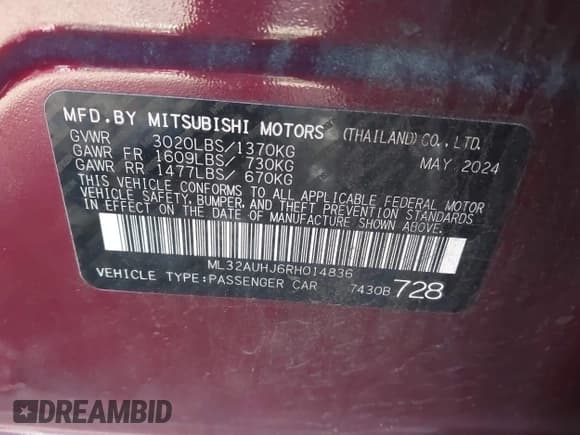 MFD.BY MITSUBISHI MOTORS (THAILAND) CO., LTD.
GVWR 3020LBS/1370KG
GAWR FR 1609LBS/ 730KG MAY 2024
GAWR RR 1477LBS/ 670KG
THIS VEHICLE CONFORMS TO ALL APPLICABLE FEDERAL MOTOR
VEHICLE SAFETY, BUMPER, AND THEFT PREVENTION STANDARDS
IN EFFECT ON THE DATE OF MANUFACTURE SHOWN ABOVE.
ML32AUHJ6RH014836
VEHICLE TYPE:PASSENGER CAR 7430B 728
DREAMBID